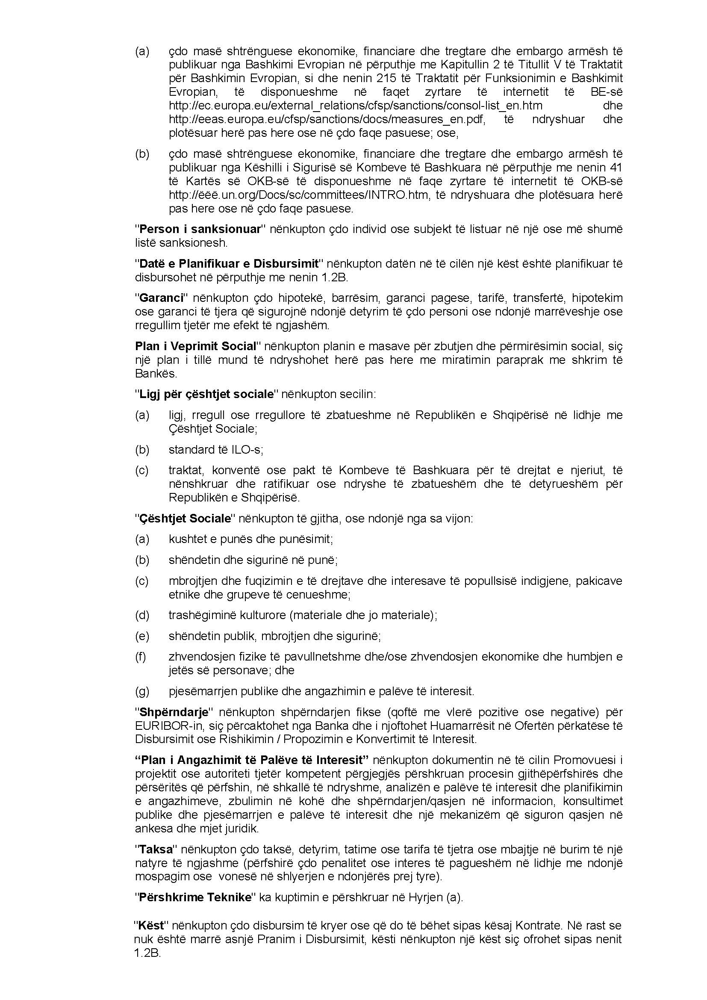 (a) çdo masë shtrënguese ekonomike, financiare dhe tregtare dhe embargo armësh të
publikuar nga Bashkimi Evropian në përputhje me Kapitullin 2 të Titullit V të Traktatit
për Bashkimin Evropian, si dhe nenin 215 të Traktatit për Funksionimin e Bashkimit
Evropian, të disponueshme në faqet zyrtare të internetit të BE-së
http://ec.europa.eu/external_relations/cfsp/sanctions/consol-list_en.htm dhe
http://eeas.europa.eu/cfsp/sanctions/docs/measures_en.pdf, të ndryshuar dhe
plotësuar herë pas here ose në çdo faqe pasuese; ose,
(b) çdo masë shtrënguese ekonomike, financiare dhe tregtare dhe embargo armësh të
publikuar nga Këshilli i Sigurisë së Kombeve të Bashkuara në përputhje me nenin 41
të Kartës së OKB-së të disponueshme në faqe zyrtare të internetit të OKB-së
http://ëëë.un.org/Docs/sc/committees/INTRO.htm, të ndryshuara dhe plotësuara herë
pas here ose në çdo faqe pasuese.
"Person i sanksionuar" nënkupton çdo individ ose subjekt të listuar në një ose më shumë
listë sanksionesh.
"Datë e Planifikuar e Disbursimit" nënkupton datën në të cilën një këst është planifikuar të
disbursohet në përputhje me nenin 1.2B.
"Garanci" nënkupton çdo hipotekë, barrësim, garanci pagese, tarifë, transfertë, hipotekim
ose garanci të tjera që sigurojnë ndonjë detyrim të çdo personi ose ndonjë marrëveshje ose
rregullim tjetër me efekt të ngjashëm.
Plan i Veprimit Social" nënkupton planin e masave për zbutjen dhe përmirësimin social, siç
një plan i tillë mund të ndryshohet herë pas here me miratimin paraprak me shkrim të
Bankës.
"Ligj për çështjet sociale" nënkupton secilin:
(a) ligj, rregull ose rregullore të zbatueshme në Republikën e Shqipërisë në lidhje me
Çështjet Sociale;
(b) standard të ILO-s;
(c) traktat, konventë ose pakt të Kombeve të Bashkuara për të drejtat e njeriut, të
nënshkruar dhe ratifikuar ose ndryshe të zbatueshëm dhe të detyrueshëm për
Republikën e Shqipërisë.
"Çështjet Sociale" nënkupton të gjitha, ose ndonjë nga sa vijon:
(a) kushtet e punës dhe punësimit;
(b) shëndetin dhe sigurinë në punë;
(c) mbrojtjen dhe fuqizimin e të drejtave dhe interesave të popullsisë indigjene, pakicave
etnike dhe grupeve të cenueshme;
(d) trashëgiminë kulturore (materiale dhe jo materiale);
(e) shëndetin publik, mbrojtjen dhe sigurinë;
(f) zhvendosjen fizike të pavullnetshme dhe/ose zhvendosjen ekonomike dhe humbjen e
jetës së personave; dhe
(g) pjesëmarrjen publike dhe angazhimin e palëve të interesit.
"Shpërndarje" nënkupton shpërndarjen fikse (qoftë me vlerë pozitive ose negative) për
EURIBOR-in, siç përcaktohet nga Banka dhe i njoftohet Huamarrësit në Ofertën përkatëse të
Disbursimit ose Rishikimin / Propozimin e Konvertimit të Interesit.
“Plan i Angazhimit të Palëve të Interesit” nënkupton dokumentin në të cilin Promovuesi i
projektit ose autoriteti tjetër kompetent përgjegjës përshkruan procesin gjithëpërfshirës dhe
përsëritës që përfshin, në shkallë të ndryshme, analizën e palëve të interesit dhe planifikimin
e angazhimeve, zbulimin në kohë dhe shpërndarjen/qasjen në informacion, konsultimet
publike dhe pjesëmarrjen e palëve të interesit dhe një mekanizëm që siguron qasjen në
ankesa dhe mjet juridik.
"Taksa" nënkupton çdo taksë, detyrim, tatime ose tarifa të tjetra ose mbajtje në burim të një
natyre të ngjashme (përfshirë çdo penalitet ose interes të pagueshëm në lidhje me ndonjë
mospagim ose vonesë në shlyerjen e ndonjërës prej tyre).
"Përshkrime Teknike" ka kuptimin e përshkruar në Hyrjen (a).
"Këst" nënkupton çdo disbursim të kryer ose që do të bëhet sipas kësaj Kontrate. Në rast se
nuk është marrë asnjë Pranim i Disbursimit, kësti nënkupton një këst siç ofrohet sipas nenit
1.2B.